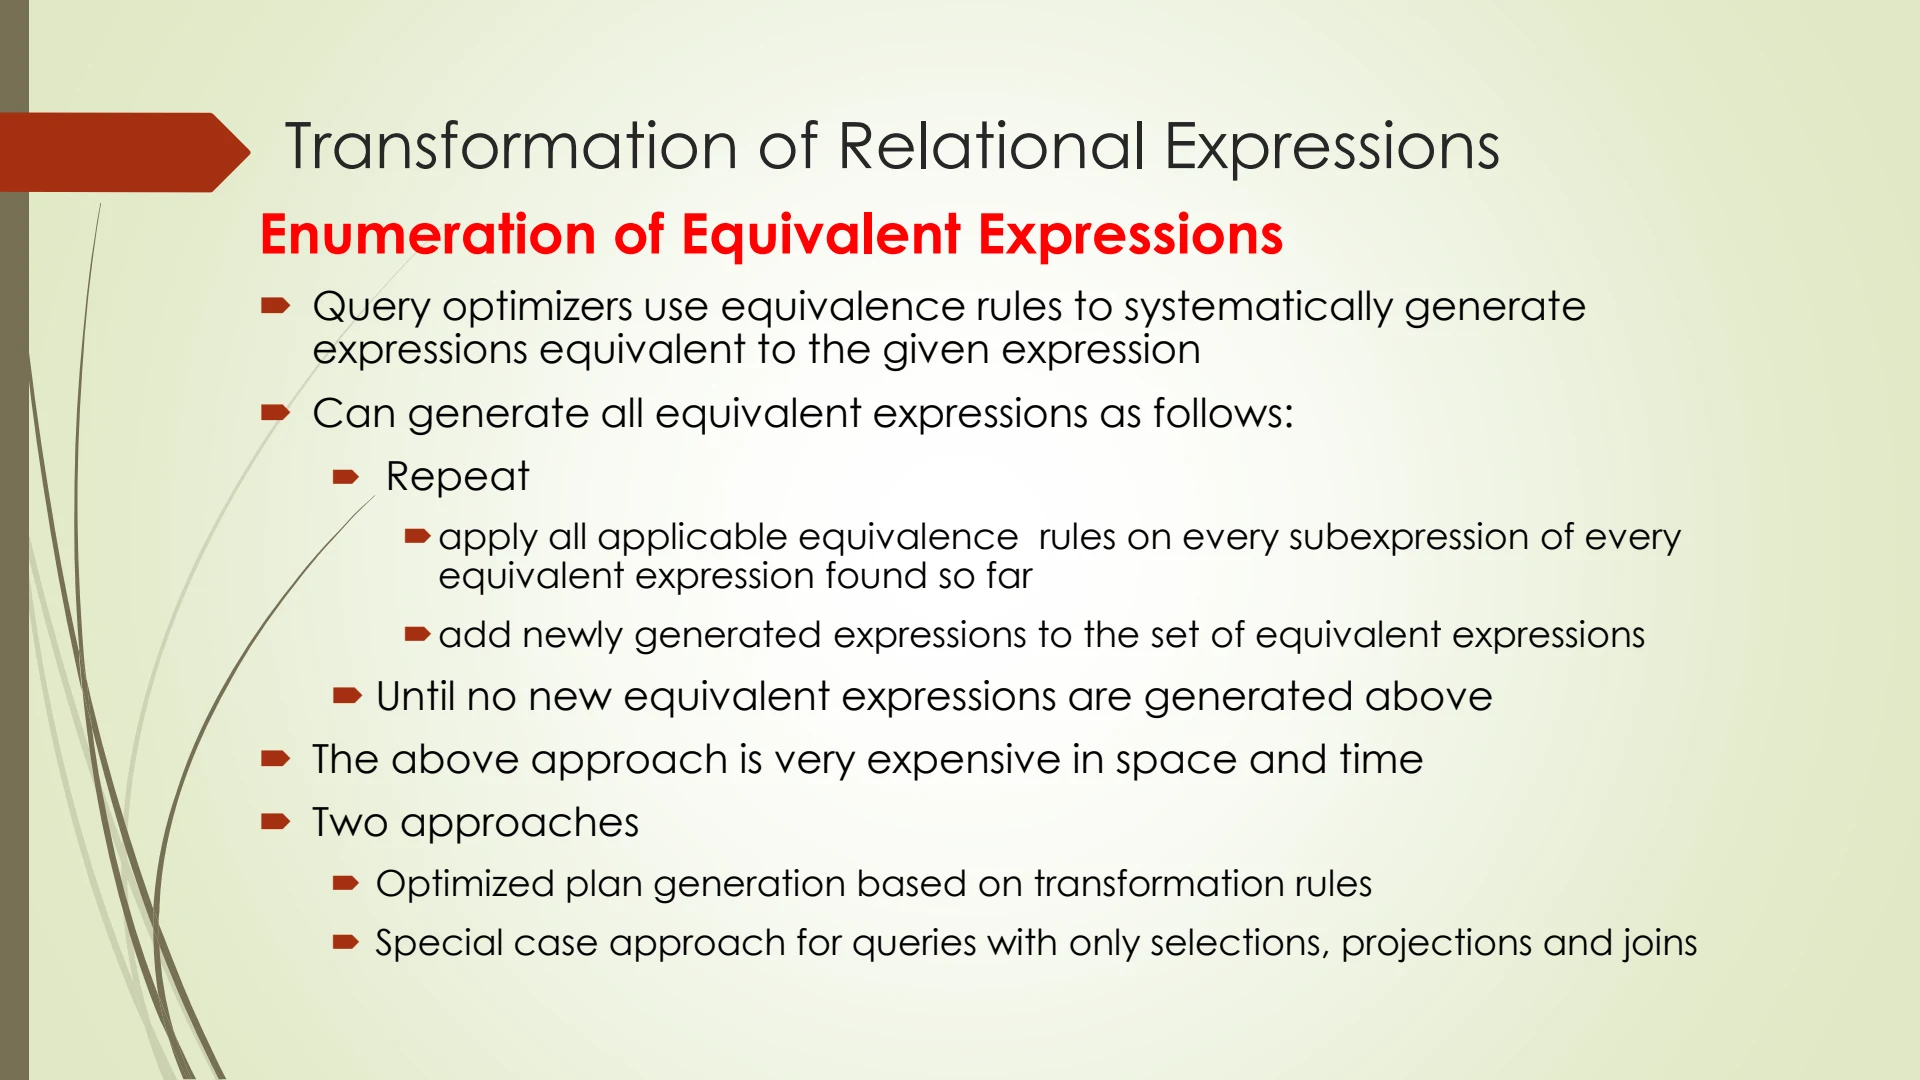 Transformation of Relational Expressions
Enumeration of Equivalent Expressions
Query optimizers use equivalence rules to systematically generate
expressions equivalent to the given expression
Can generate all equivalent expressions as follows:
Repeat
apply all applicable equivalence  rules on every subexpression of every
equivalent expression found so far
add newly generated expressions to the set of equivalent expressions
Until no new equivalent expressions are generated above
The above approach is very expensive in space and time
Two approaches
Optimized plan generation based on transformation rules
Special case approach for queries with only selections, projections and joins